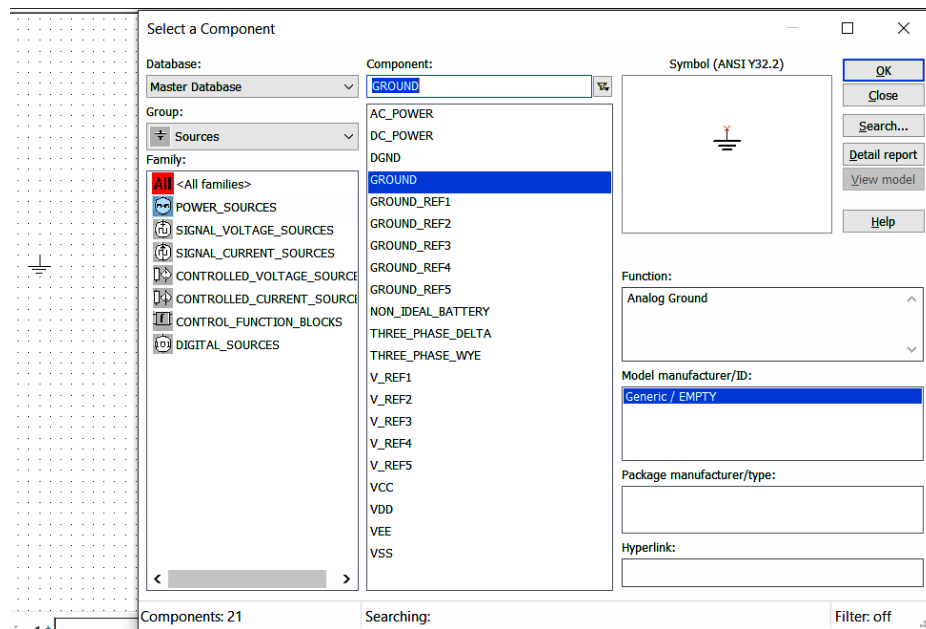 Select a Component
Database:
Master Database
Group:
Sources
Family:
All <All families>
POWER_SOURCES
SIGNAL_VOLTAGE_SOURCES
SIGNAL_CURRENT_SOURCES
CONTROLLED_VOLTAGE_SOURCE
CONTROLLED_CURRENT_SOURCE
CONTROL_FUNCTION_BLOCKS
DIGITAL_SOURCES
Component:
GROUND
AC_POWER
DC_POWER
DGND
GROUND
GROUND_REF1
GROUND_REF2
GROUND_REF3
GROUND_REF4
GROUND_REF5
NON_IDEAL_BATTERY
THREE_PHASE_DELTA
THREE_PHASE_WYE
V_REF1
V_REF2
V_REF3
V_REF4
V_REF5
VCC
VDD
VEE
VSS
Symbol (ANSI Y32.2)
OK
Close
Search...
Detail report
View model
Help
Function:
Analog Ground
Model manufacturer/ID:
Generic / EMPTY
Package manufacturer/type:
Hyperlink:
Components: 21
Searching:
Filter: off